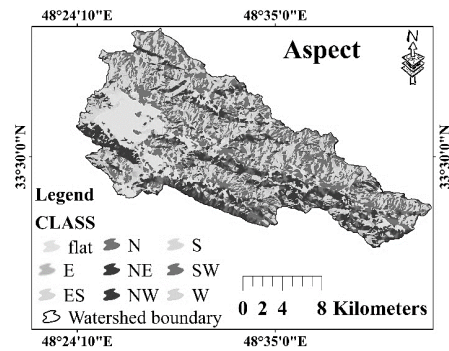 48°24'10"E 48°35'0"E
Aspect
N
33°30'0"N 33°30'0"N
Legend
CLASS
flat N S
E NE SW
ES NW W
Watershed boundary
0 2 4 8 Kilometers
48°24'10"E 48°35'0"E